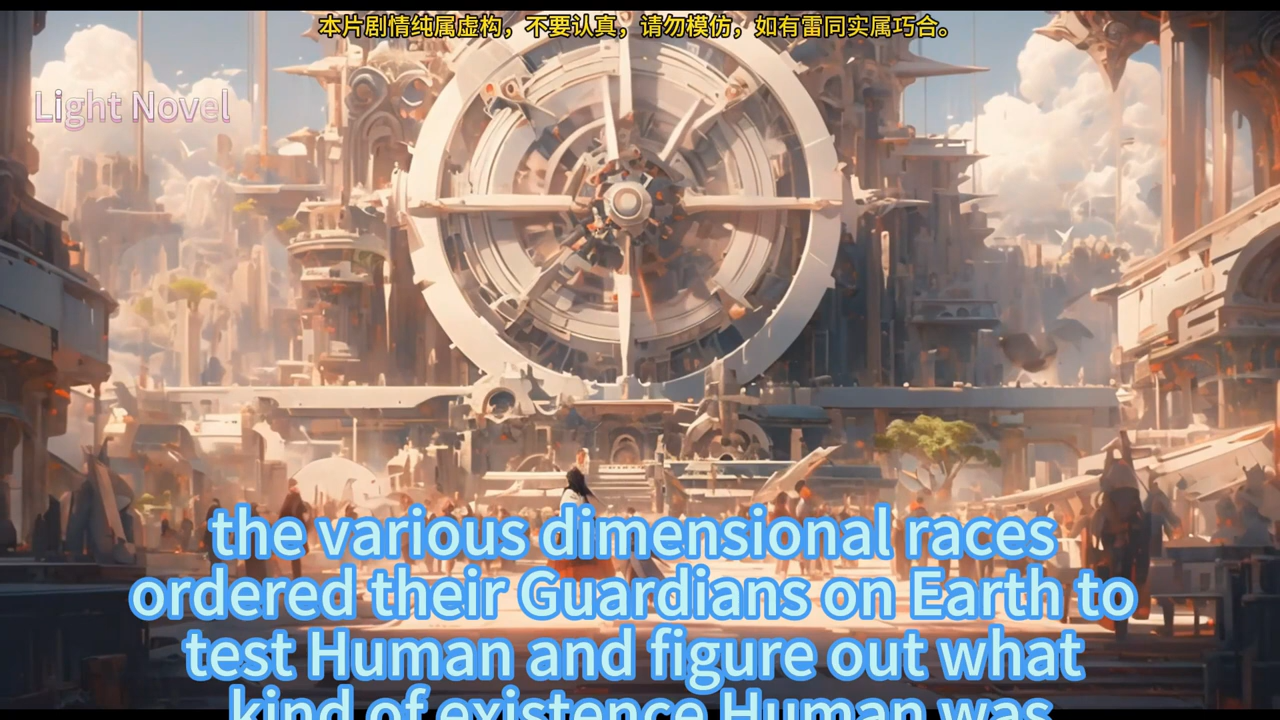 本片剧情纯属虚构，不要认真，请勿模仿，如有雷同实属巧合。
Light Novel
the various dimensional races
ordered their Guardians on Earth to
test Human and figure out what
kind of existence Human was